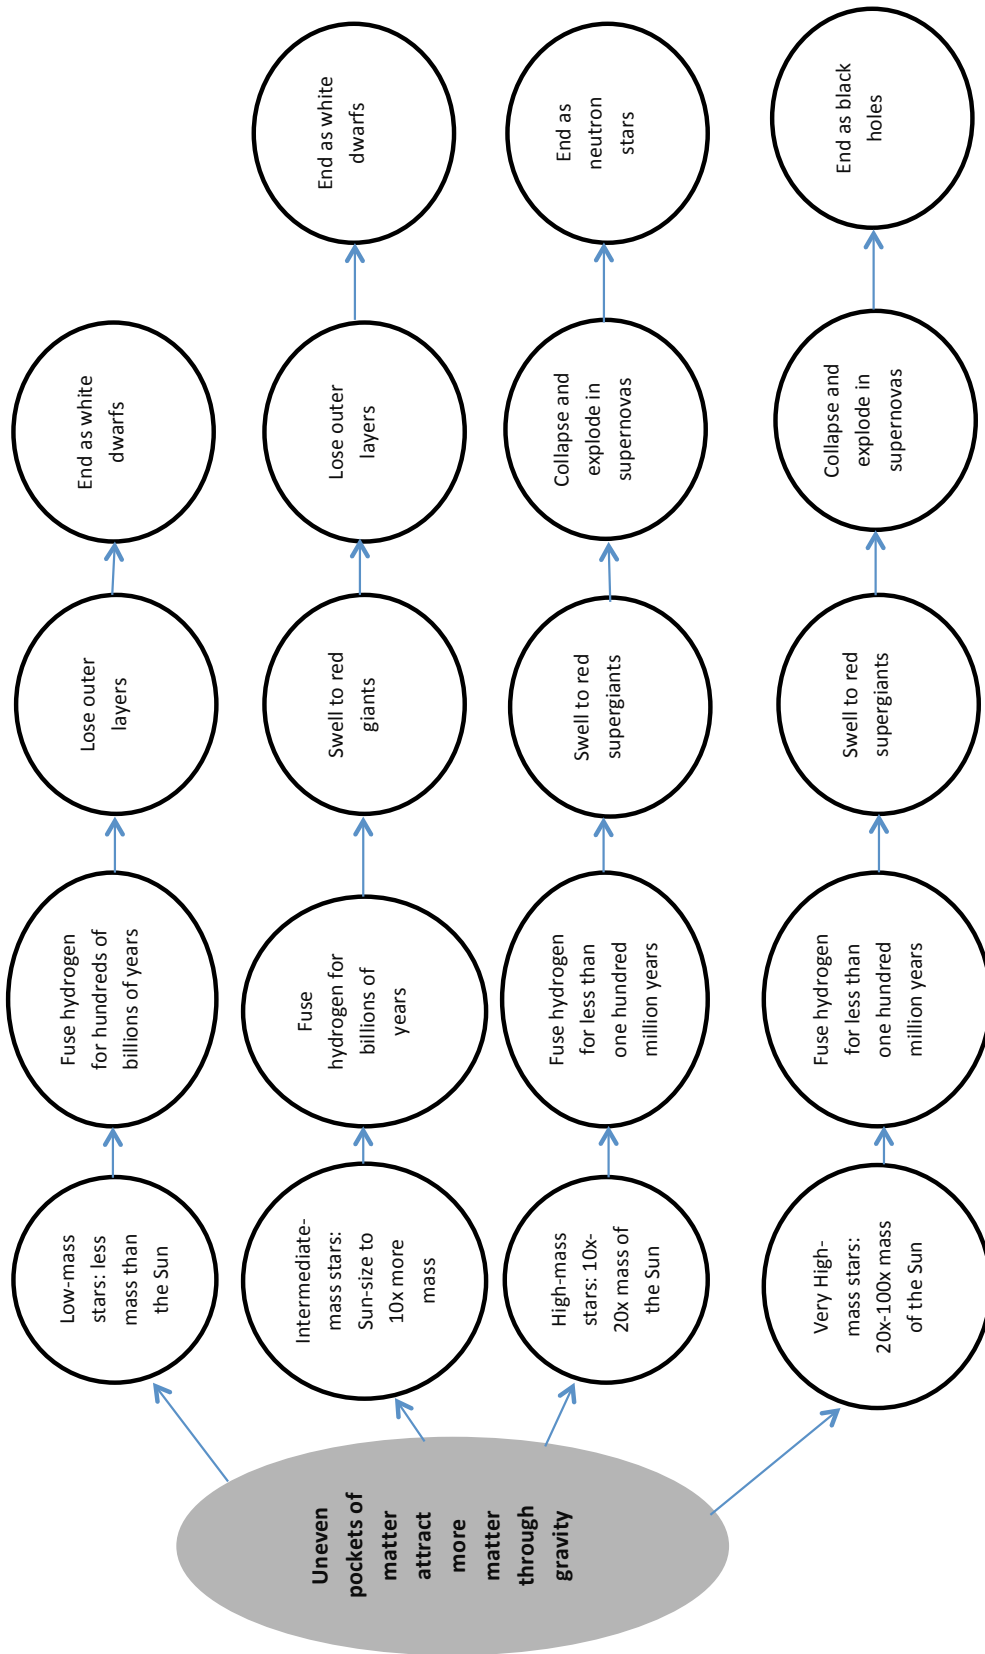 Uneven
pockets of
matter
attract
more
matter
through
gravity
Low-mass
stars: less
mass than
the Sun
Fuse hydrogen
for hundreds of
billions of years
Lose outer
layers
End as white
dwarfs
Intermediate-
mass stars:
Sun-size to
10x more
mass
Fuse
hydrogen for
billions of
years
Swell to red
giants
Lose outer
layers
End as white
dwarfs
High-mass
stars: 10x-
20x mass of
the Sun
Fuse hydrogen
for less than
one hundred
million years
Swell to red
supergiants
Collapse and
explode in
supernovas
End as
neutron
stars
Very High-
mass stars:
20x-100x mass
of the Sun
Fuse hydrogen
for less than
one hundred
million years
Swell to red
supergiants
Collapse and
explode in
supernovas
End as black
holes